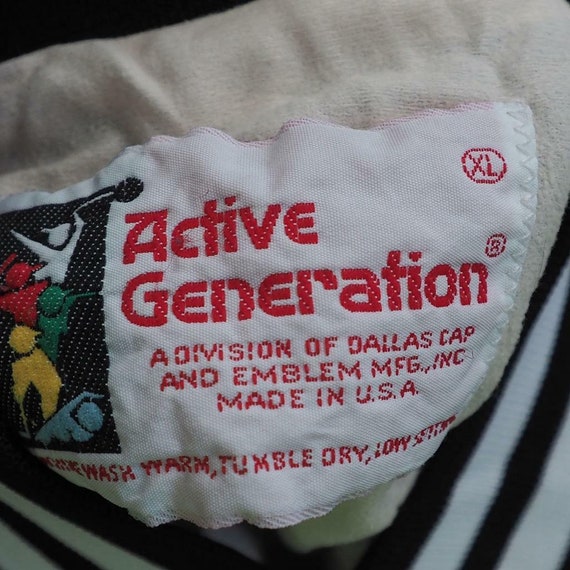 XL
Active
Generation®
A DIVISION OF DALLAS CAP
AND EMBLEM MFG., INC
MADE IN U.S.A.
WASH WARM, TUMBLE DRY, LOW